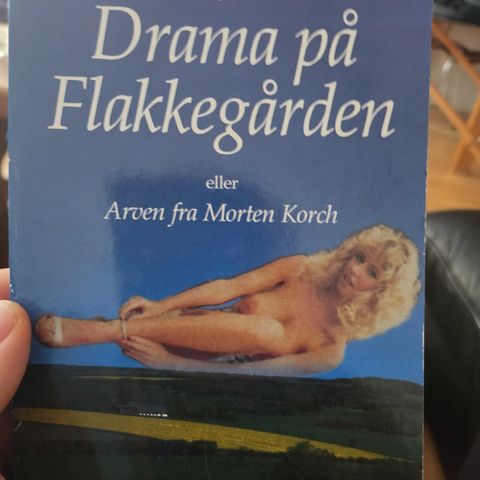 Drama på
Flakkegården
eller
Arven fra Morten Korch